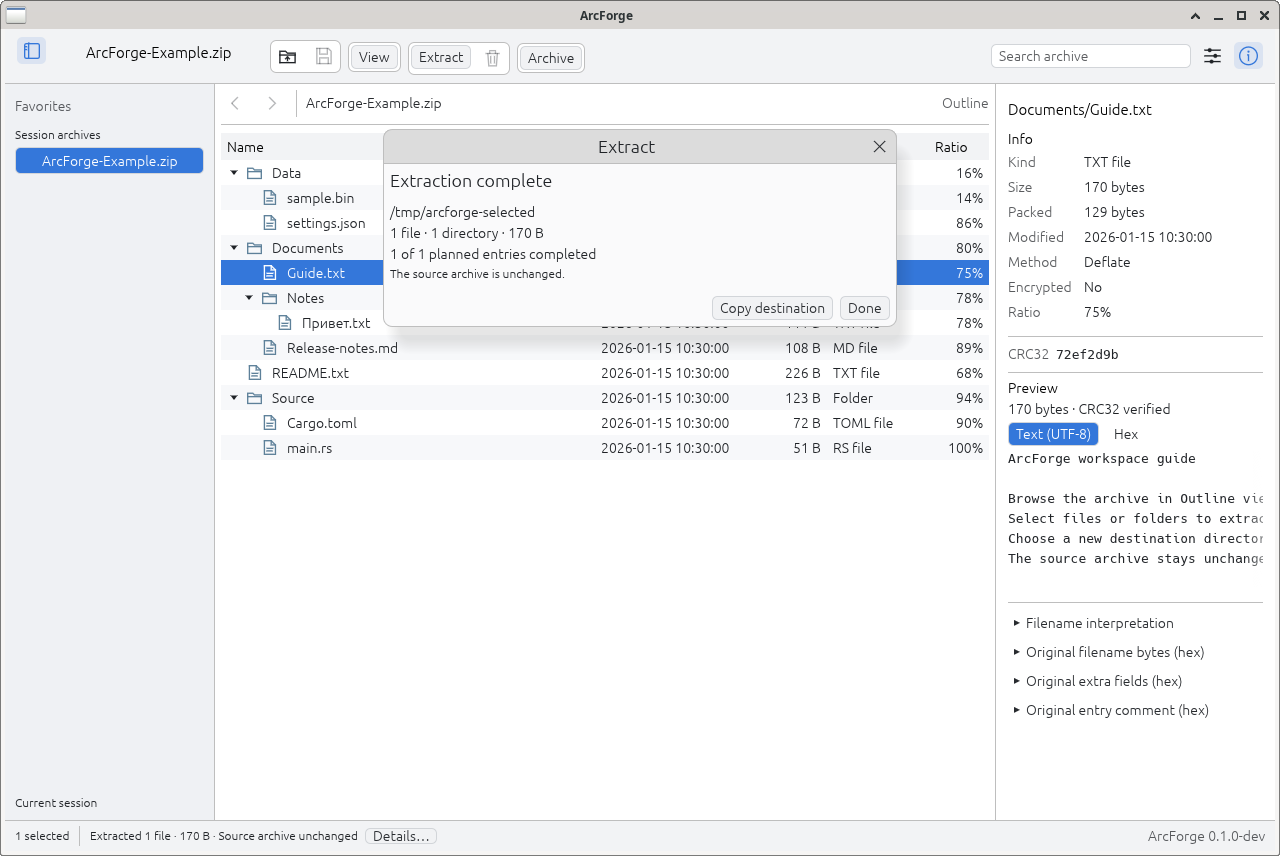 ArcForge
ArcForge-Example.zip
View
Extract
Archive
Search archive
Favorites
Session archives
ArcForge-Example.zip
Current session
ArcForge-Example.zip
Outline
Name
Ratio
Data 16%
sample.bin 14%
settings.json 86%
Documents 80%
Guide.txt 75%
Notes 78%
Привет.txt 78%
Release-notes.md 2026-01-15 10:30:00 108 B MD file 89%
README.txt 2026-01-15 10:30:00 226 B TXT file 68%
Source 2026-01-15 10:30:00 123 B Folder 94%
Cargo.toml 2026-01-15 10:30:00 72 B TOML file 90%
main.rs 2026-01-15 10:30:00 51 B RS file 100%
Extract
Extraction complete
/tmp/arcforge-selected
1 file · 1 directory · 170 B
1 of 1 planned entries completed
The source archive is unchanged.
Copy destination
Done
Documents/Guide.txt
Info
Kind TXT file
Size 170 bytes
Packed 129 bytes
Modified 2026-01-15 10:30:00
Method Deflate
Encrypted No
Ratio 75%
CRC32 72ef2d9b
Preview
170 bytes · CRC32 verified
Text (UTF-8) Hex
ArcForge workspace guide
Browse the archive in Outline vie
Select files or folders to extrac
Choose a new destination director
The source archive stays unchange
Filename interpretation
Original filename bytes (hex)
Original extra fields (hex)
Original entry comment (hex)
1 selected
Extracted 1 file · 170 B · Source archive unchanged
Details...
ArcForge 0.1.0-dev